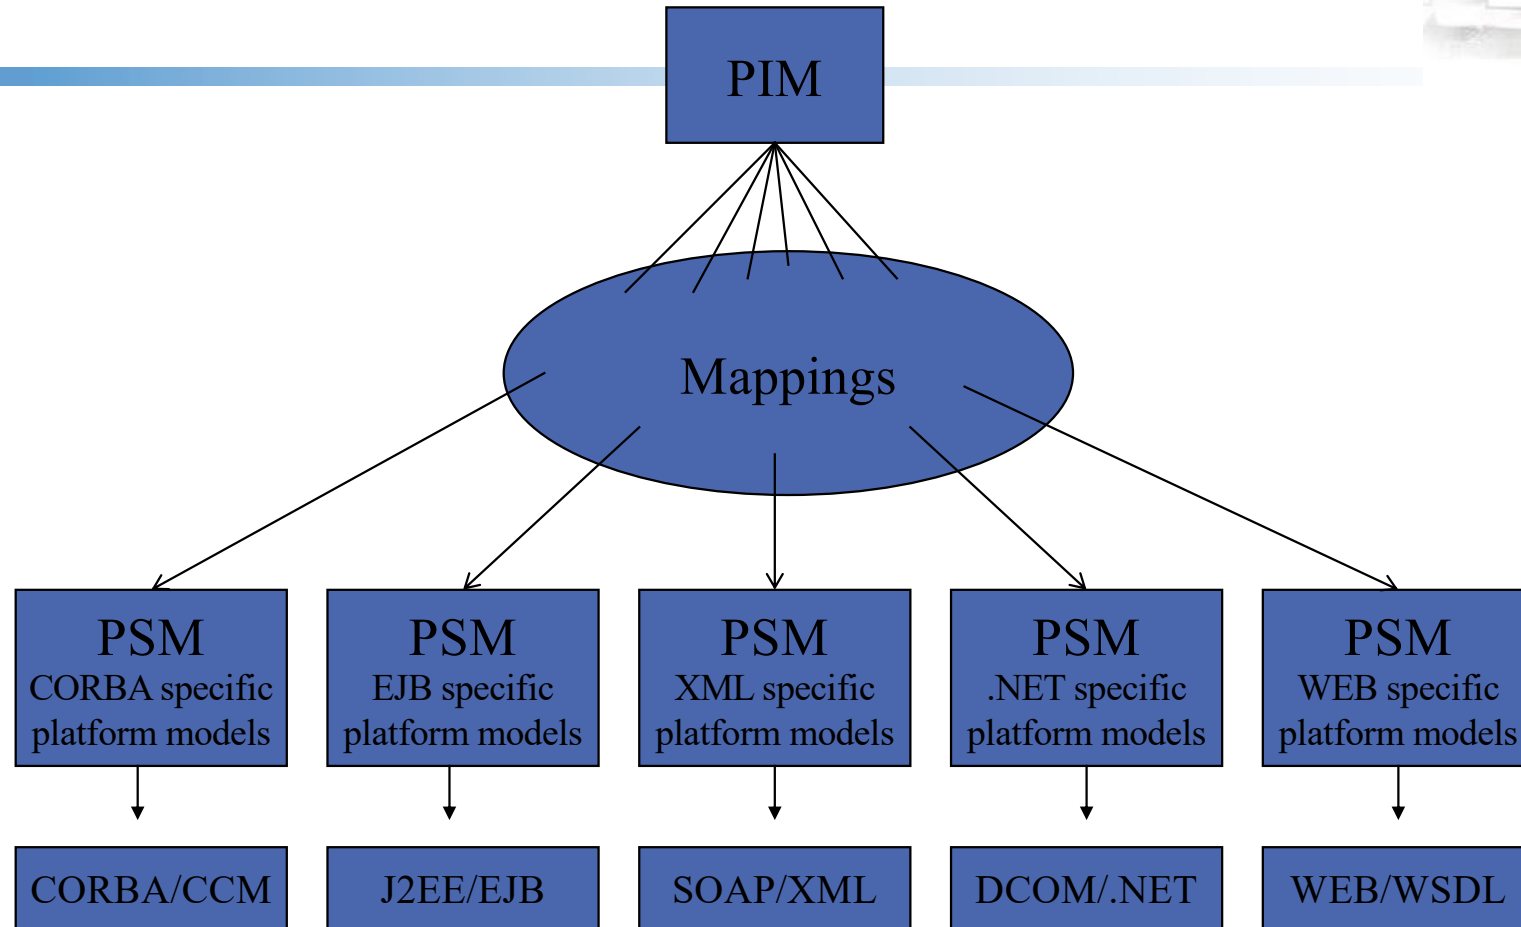 PIM
Mappings
PSM
CORBA specific
platform models
PSM
EJB specific
platform models
PSM
XML specific
platform models
PSM
.NET specific
platform models
PSM
WEB specific
platform models
CORBA/CCM
J2EE/EJB
SOAP/XML
DCOM/.NET
WEB/WSDL